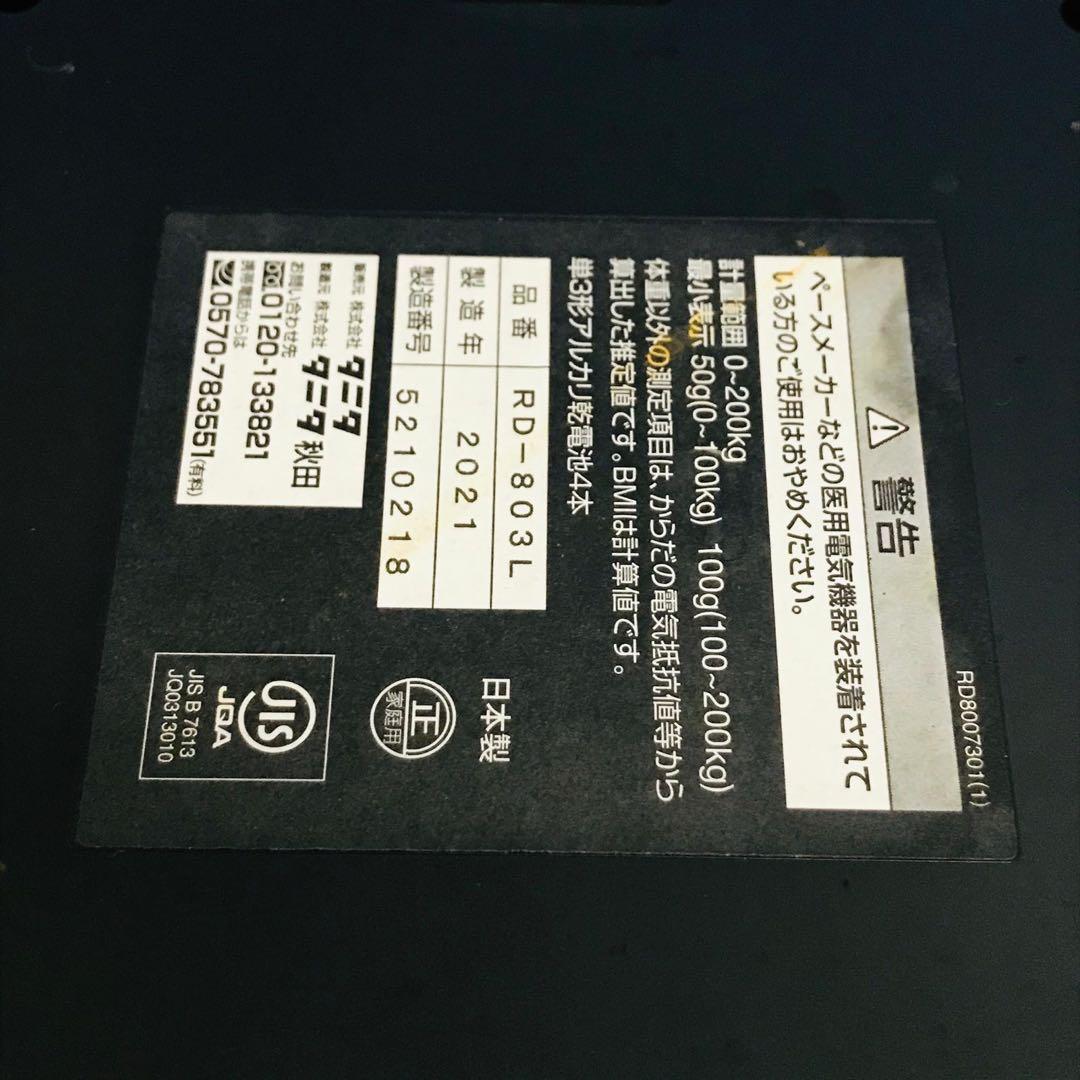 RD8007301(1)
警告
ペースメーカーなどの医用電気機器を装着されて
いる方のご使用はおやめください。
計量範囲 0~200kg
最小表示 50g(0~100kg) 100g(100~200kg)
体重以外の測定項目は、からだの電気抵抗値等から
算出した推定値です。BMIは計算値です。
単3形アルカリ乾電池4本
品番 RD-803L
製造年 2021
製造番号 5210218
日本製
正
家庭用
販売元 株式会社 タニタ
製造元 株式会社 タニタ秋田
お問い合わせ先
0120-133821
携帯電話からは
0570-783551(有料)
JIS
JQA
JIS B 7613
JQ0313010